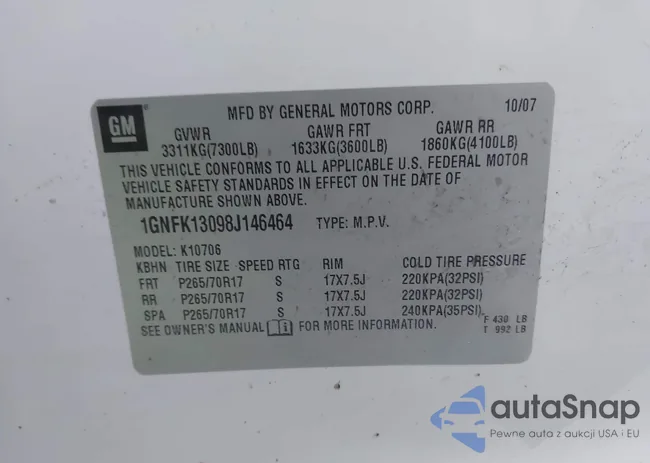 GM
MFD BY GENERAL MOTORS CORP. 10/07
GVWR GAWR FRT GAWR RR
3311KG(7300LB) 1633KG(3600LB) 1860KG(4100LB)
THIS VEHICLE CONFORMS TO ALL APPLICABLE U.S. FEDERAL MOTOR
VEHICLE SAFETY STANDARDS IN EFFECT ON THE DATE OF
MANUFACTURE SHOWN ABOVE.
1GNFK13098J146464 TYPE: M.P.V.
MODEL: K10706
KBHN TIRE SIZE SPEED RTG RIM COLD TIRE PRESSURE
FRT P265/70R17 S 17X7.5J 220KPA(32PSI)
RR P265/70R17 S 17X7.5J 220KPA(32PSI)
SPA P265/70R17 S 17X7.5J 240KPA(35PSI)
SEE OWNER'S MANUAL FOR MORE INFORMATION.
F 430 LB
T 992 LB
autaSnap
Pewne auta z aukcji USA i EU